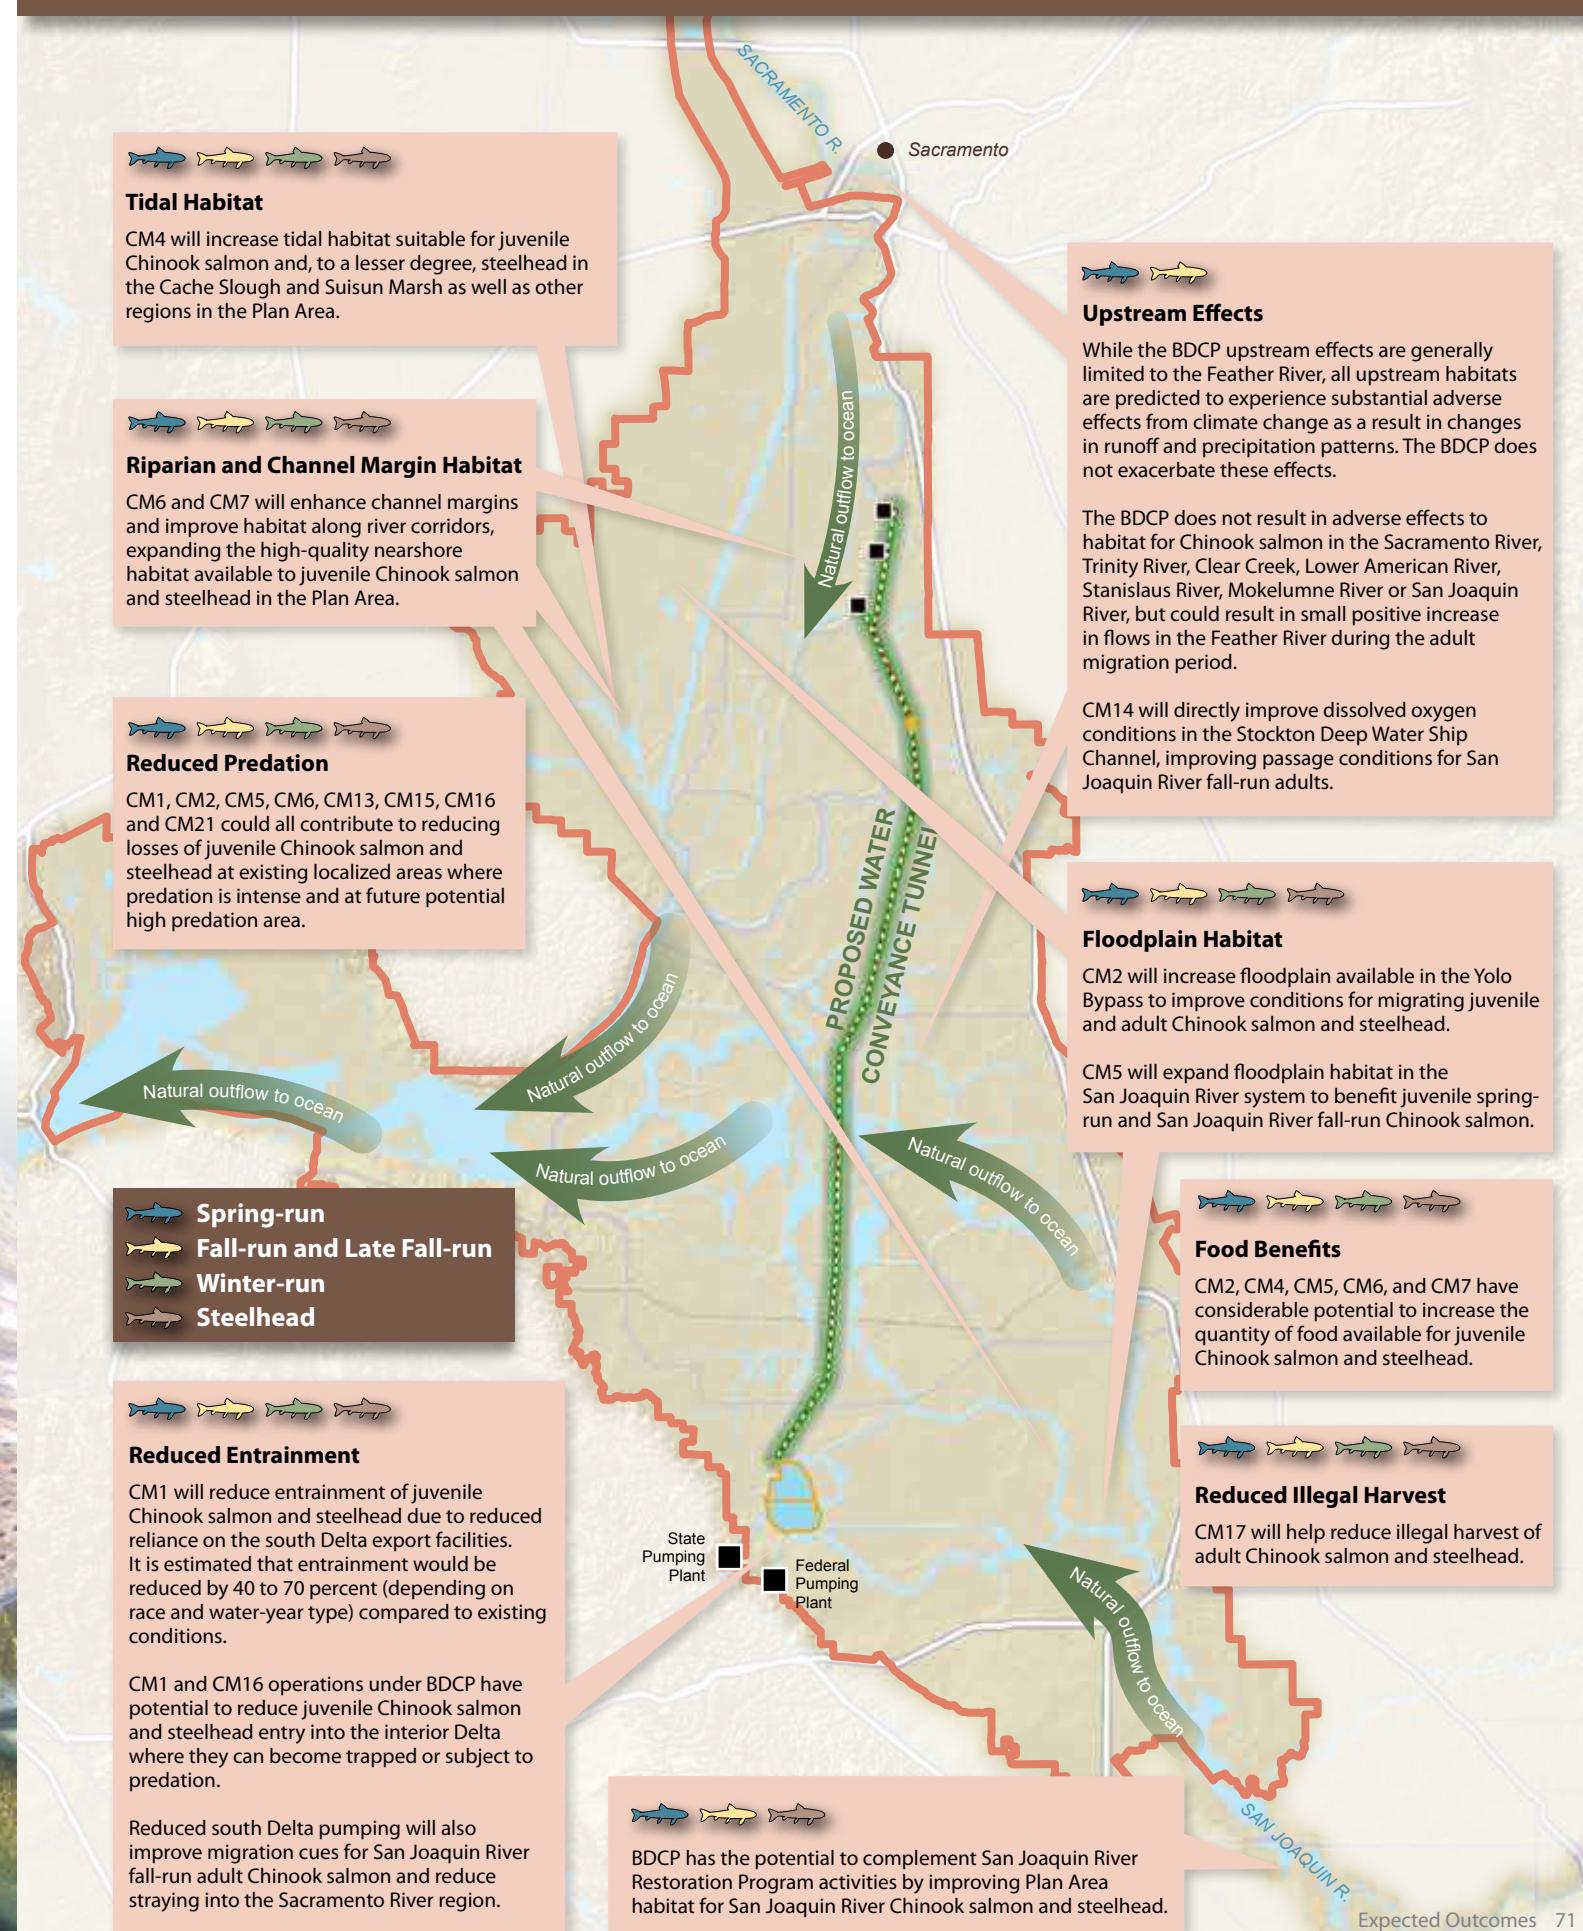 SACRAMENTO R.
Sacramento
Tidal Habitat
CM4 will increase tidal habitat suitable for juvenile
Chinook salmon and, to a lesser degree, steelhead in
the Cache Slough and Suisun Marsh as well as other
regions in the Plan Area.
Riparian and Channel Margin Habitat
CM6 and CM7 will enhance channel margins
and improve habitat along river corridors,
expanding the high-quality nearshore
habitat available to juvenile Chinook salmon
and steelhead in the Plan Area.
Reduced Predation
CM1, CM2, CM5, CM6, CM13, CM15, CM16
and CM21 could all contribute to reducing
losses of juvenile Chinook salmon and
steelhead at existing localized areas where
predation is intense and at future potential
high predation area.
Upstream Effects
While the BDCP upstream effects are generally
limited to the Feather River, all upstream habitats
are predicted to experience substantial adverse
effects from climate change as a result in changes
in runoff and precipitation patterns. The BDCP does
not exacerbate these effects.
The BDCP does not result in adverse effects to
habitat for Chinook salmon in the Sacramento River,
Trinity River, Clear Creek, Lower American River,
Stanislaus River, Mokelumne River or San Joaquin
River, but could result in small positive increase
in flows in the Feather River during the adult
migration period.
CM14 will directly improve dissolved oxygen
conditions in the Stockton Deep Water Ship
Channel, improving passage conditions for San
Joaquin River fall-run adults.
Floodplain Habitat
CM2 will increase floodplain available in the Yolo
Bypass to improve conditions for migrating juvenile
and adult Chinook salmon and steelhead.
CM5 will expand floodplain habitat in the
San Joaquin River system to benefit juvenile spring-
run and San Joaquin River fall-run Chinook salmon.
Natural outflow to ocean
PROPOSED WATER
CONVEYANCE TUNNEL
Natural outflow to ocean
Natural outflow to ocean
Natural outflow to ocean
Natural outflow to ocean
Spring-run
Fall-run and Late Fall-run
Winter-run
Steelhead
Food Benefits
CM2, CM4, CM5, CM6, and CM7 have
considerable potential to increase the
quantity of food available for juvenile
Chinook salmon and steelhead.
Reduced Illegal Harvest
CM17 will help reduce illegal harvest of
adult Chinook salmon and steelhead.
Reduced Entrainment
CM1 will reduce entrainment of juvenile
Chinook salmon and steelhead due to reduced
reliance on the south Delta export facilities.
It is estimated that entrainment would be
reduced by 40 to 70 percent (depending on
race and water-year type) compared to existing
conditions.
CM1 and CM16 operations under BDCP have
potential to reduce juvenile Chinook salmon
and steelhead entry into the interior Delta
where they can become trapped or subject to
predation.
Reduced south Delta pumping will also
improve migration cues for San Joaquin River
fall-run adult Chinook salmon and reduce
straying into the Sacramento River region.
State
Pumping
Plant
Federal
Pumping
Plant
Natural outflow to ocean
BDCP has the potential to complement San Joaquin River
Restoration Program activities by improving Plan Area
habitat for San Joaquin River Chinook salmon and steelhead.
SAN JOAQUIN R.
Expected Outcomes 71